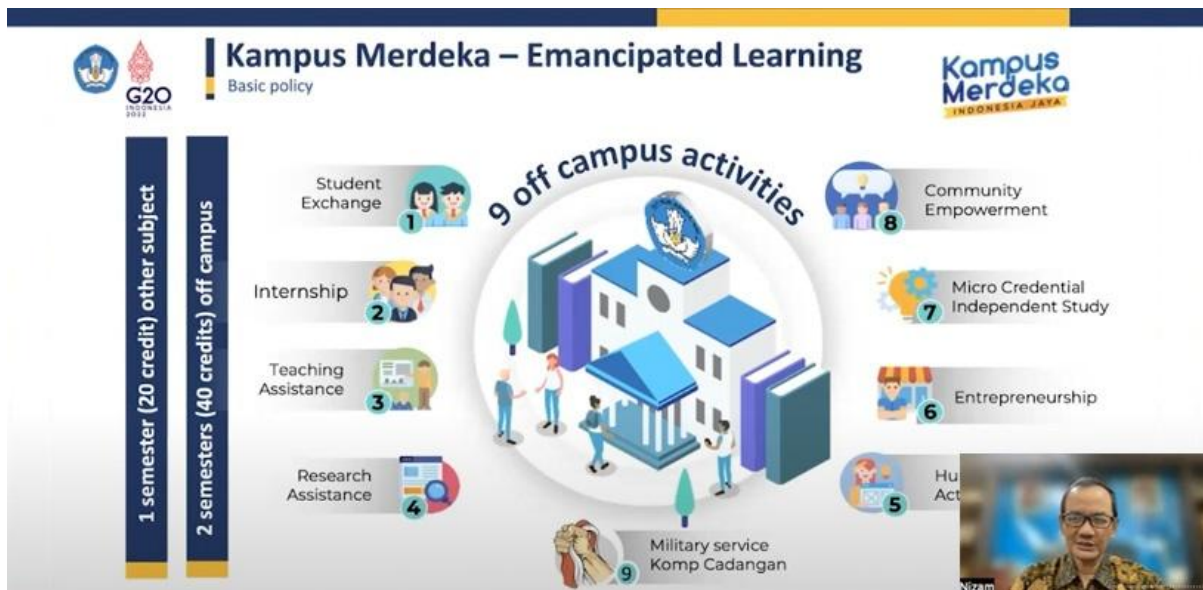 Kampus Merdeka – Emancipated Learning
Basic policy
G20
INDONESIA
2022
Kampus
Merdeka
INDONESIA JAYA
1 semester (20 credit) other subject
2 semesters (40 credits) off campus
9 off campus activities
Student
Exchange
1
Internship
2
Teaching
Assistance
3
Research
Assistance
4
Community
Empowerment
8
Micro Credential
Independent Study
7
Entrepreneurship
6
Hu
Act
5
Military service
Komp Cadangan
9
Nizam